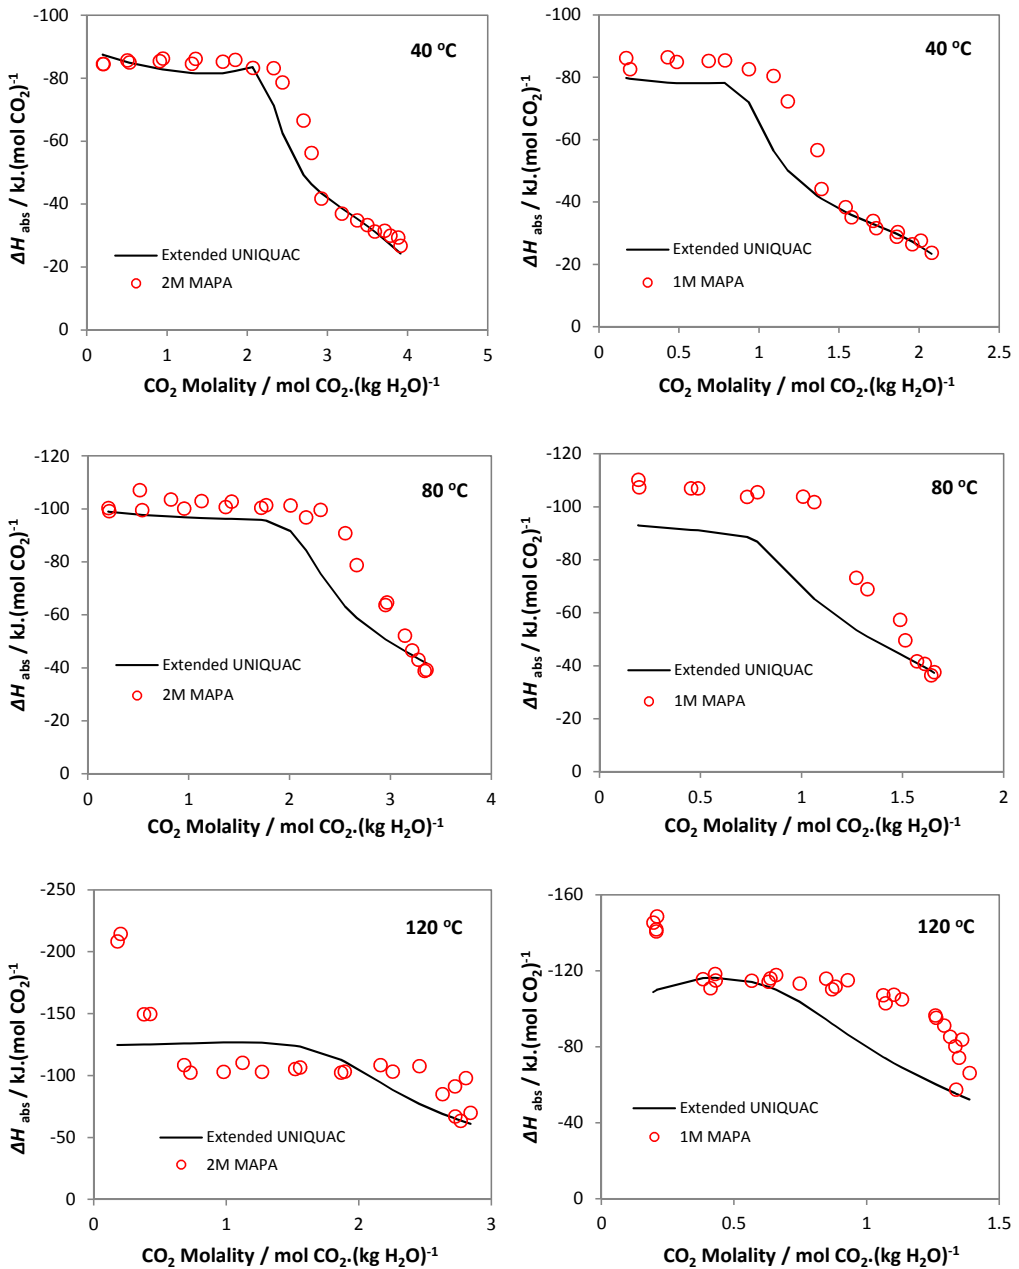 -100
-80
-60
-40
-20
0
0
1
2
3
4
5
40 °C
ΔH abs / kJ.(mol CO2)-1
Extended UNIQUAC
2M MAPA
CO2 Molality / mol CO2.(kg H2O)-1
-100
-80
-60
-40
-20
0
0
0.5
1
1.5
2
2.5
40 °C
ΔH abs / kJ.(mol CO2)-1
Extended UNIQUAC
1M MAPA
CO2 Molality / mol CO2.(kg H2O)-1
-120
-100
-80
-60
-40
-20
0
0
1
2
3
4
80 °C
ΔH abs / kJ.(mol CO2)-1
Extended UNIQUAC
2M MAPA
CO2 Molality / mol CO2.(kg H2O)-1
-120
-100
-80
-60
-40
-20
0
0
0.5
1
1.5
2
80 °C
ΔH abs / kJ.(mol CO2)-1
Extended UNIQUAC
1M MAPA
CO2 Molality / mol CO2.(kg H2O)-1
-250
-200
-150
-100
-50
0
0
1
2
3
120 °C
ΔH abs / kJ.(mol CO2)-1
Extended UNIQUAC
2M MAPA
CO2 Molality / mol CO2.(kg H2O)-1
-160
-120
-80
-40
0
0
0.5
1
1.5
120 °C
ΔH abs / kJ.(mol CO2)-1
Extended UNIQUAC
1M MAPA
CO2 Molality / mol CO2.(kg H2O)-1